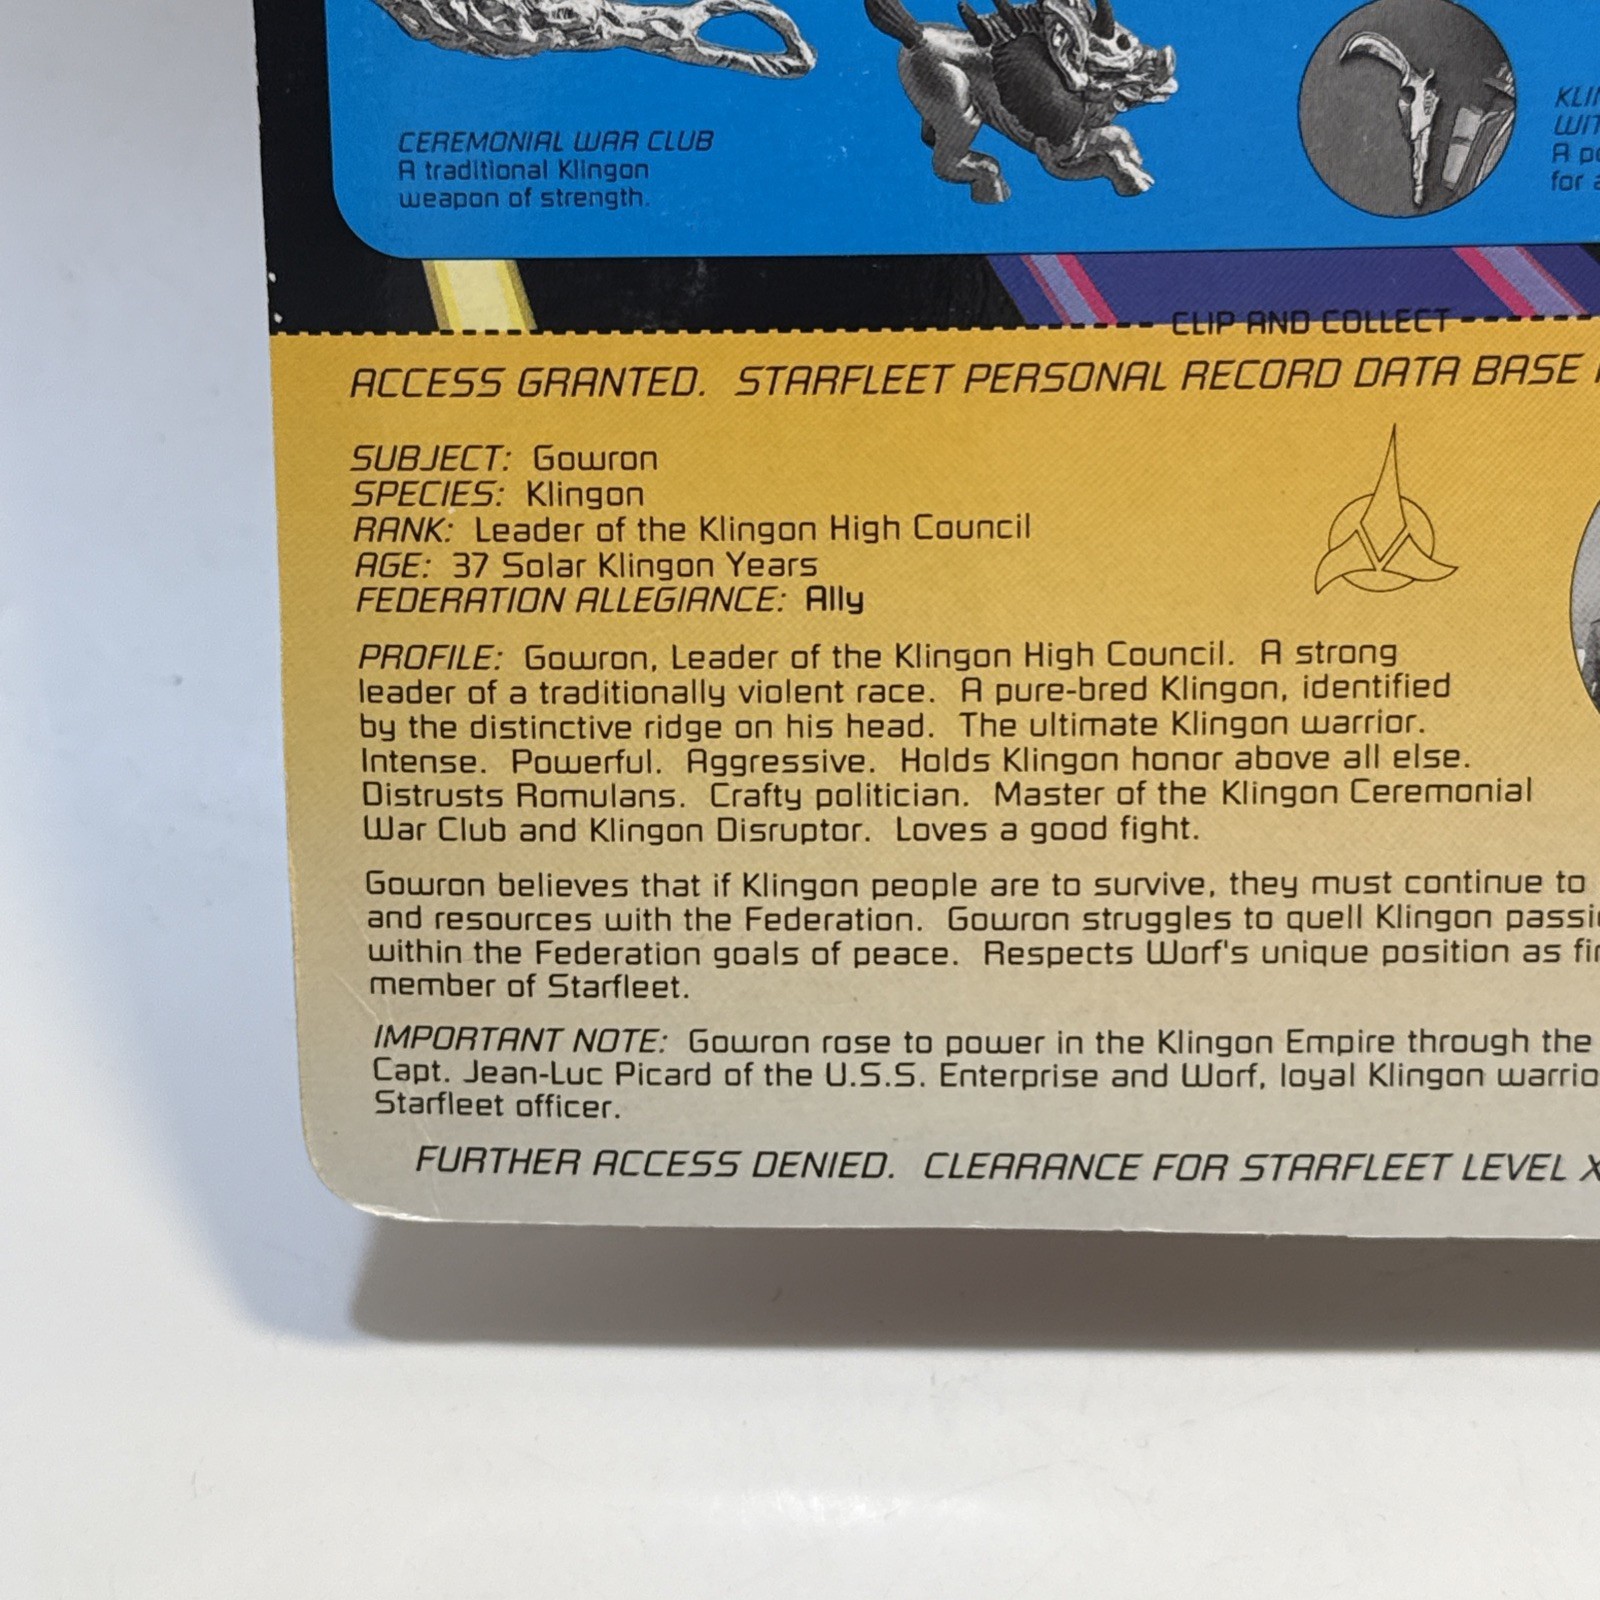 CEREMONIAL WAR CLUB
A traditional Klingon
weapon of strength.
A
for
CLIP AND COLLECT
ACCESS GRANTED. STARFLEET PERSONAL RECORD DATA BASE
SUBJECT: Gowron
SPECIES: Klingon
RANK: Leader of the Klingon High Council
AGE: 37 Solar Klingon Years
FEDERATION ALLEGIANCE: Ally
PROFILE: Gowron, Leader of the Klingon High Council. A strong
leader of a traditionally violent race. A pure-bred Klingon, identified
by the distinctive ridge on his head. The ultimate Klingon warrior.
Intense. Powerful. Aggressive. Holds Klingon honor above all else.
Distrusts Romulans. Crafty politician. Master of the Klingon Ceremonial
War Club and Klingon Disruptor. Loves a good fight.
Gowron believes that if Klingon people are to survive, they must continue to
and resources with the Federation. Gowron struggles to quell Klingon
within the Federation goals of peace. Respects Worf's unique position as
member of Starfleet.
IMPORTANT NOTE: Gowron rose to power in the Klingon Empire through the
Capt. Jean-Luc Picard of the U.S.S. Enterprise and Worf, loyal Klingon
Starfleet officer.
FURTHER ACCESS DENIED. CLEARANCE FOR STARFLEET LEVEL